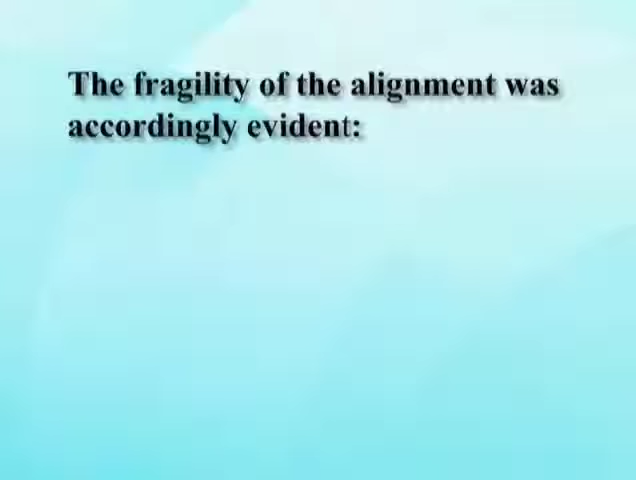 The fragility of the alignment was
accordingly evident: